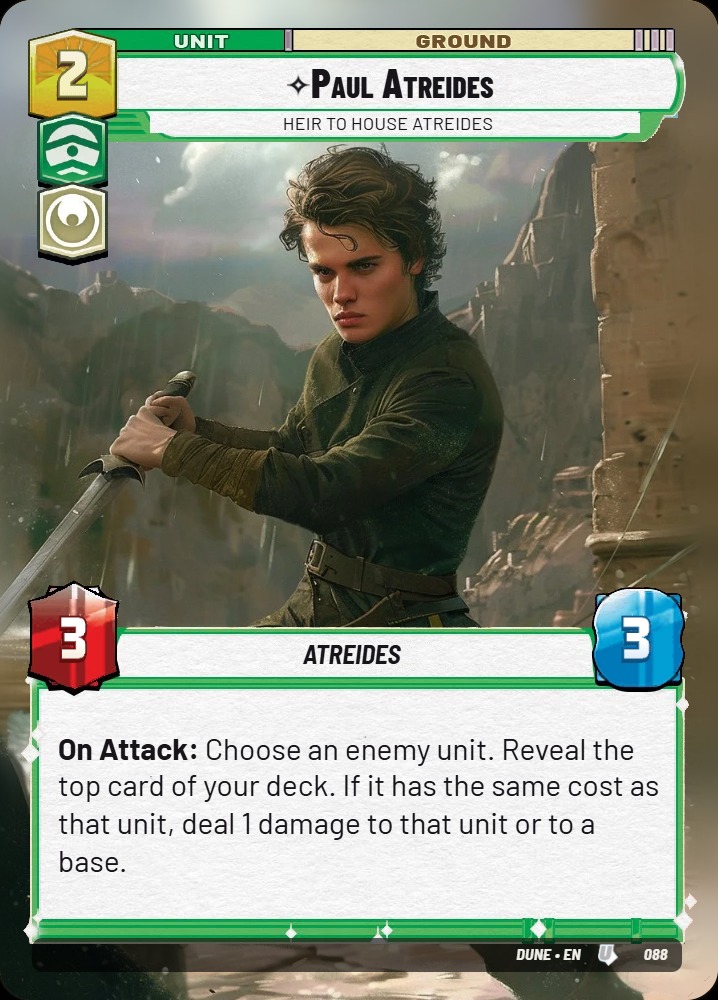 UNIT GROUND
2
✧PAUL ATREIDES
HEIR TO HOUSE ATREIDES
3 ATREIDES 3
On Attack: Choose an enemy unit. Reveal the
top card of your deck. If it has the same cost as
that unit, deal 1 damage to that unit or to a
base.
DUNE • EN U 088